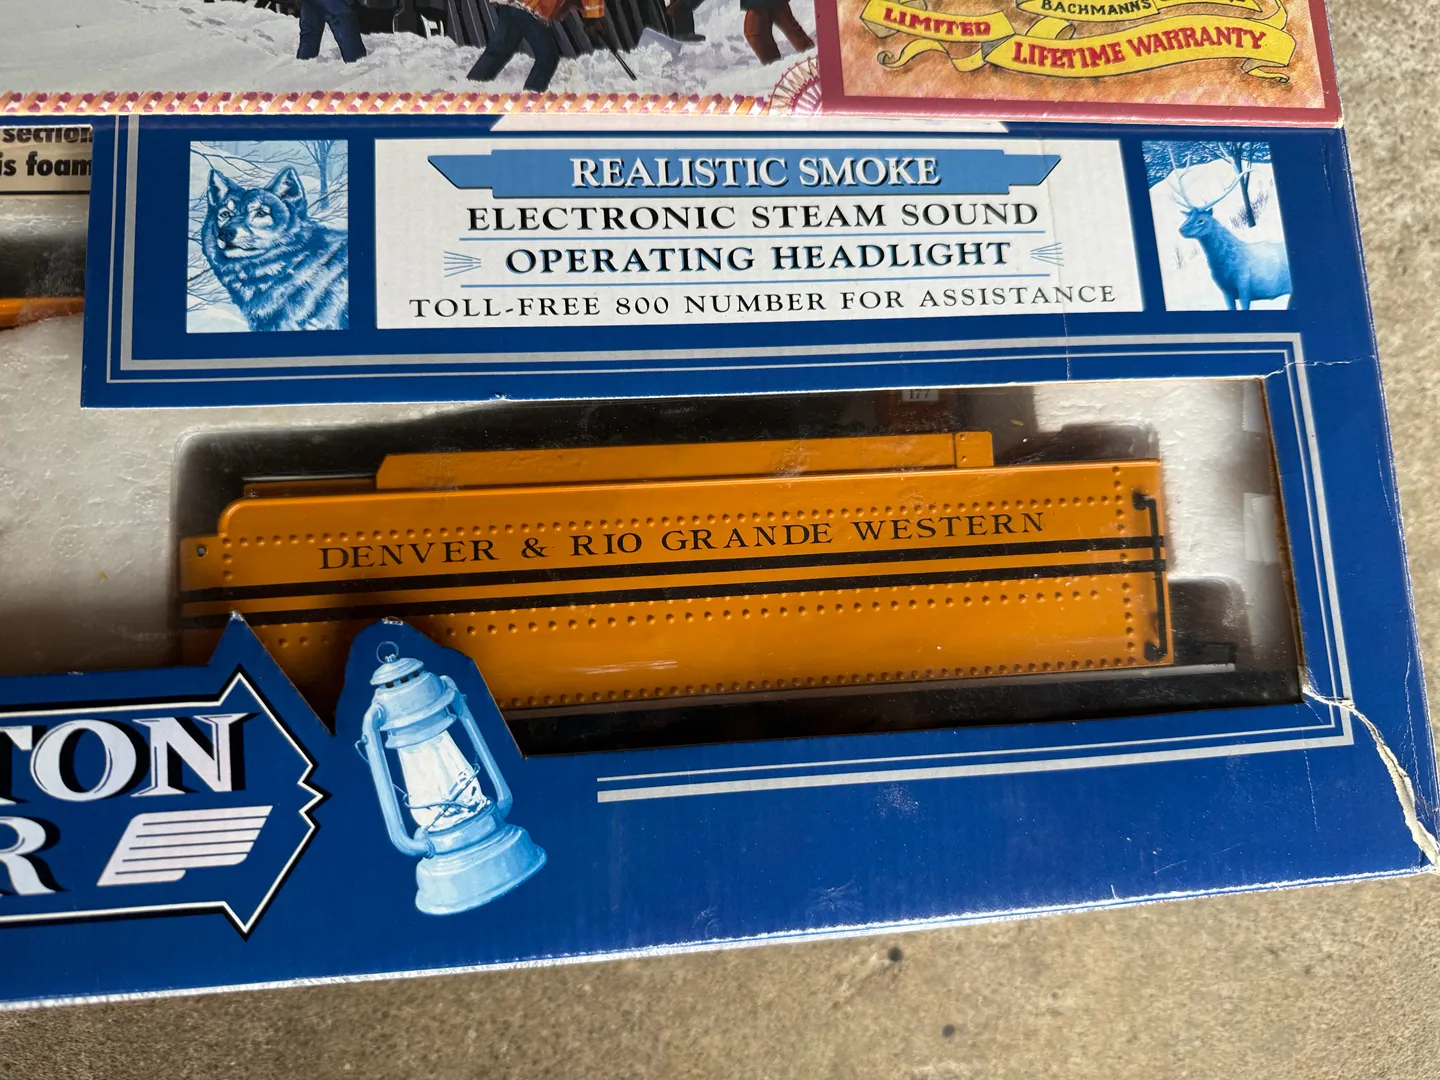 BACHMANN'S
LIMITED
LIFETIME WARRANTY
section
is foam
REALISTIC SMOKE
ELECTRONIC STEAM SOUND
OPERATING HEADLIGHT
TOLL-FREE 800 NUMBER FOR ASSISTANCE
177
DENVER & RIO GRANDE WESTERN
TON
R